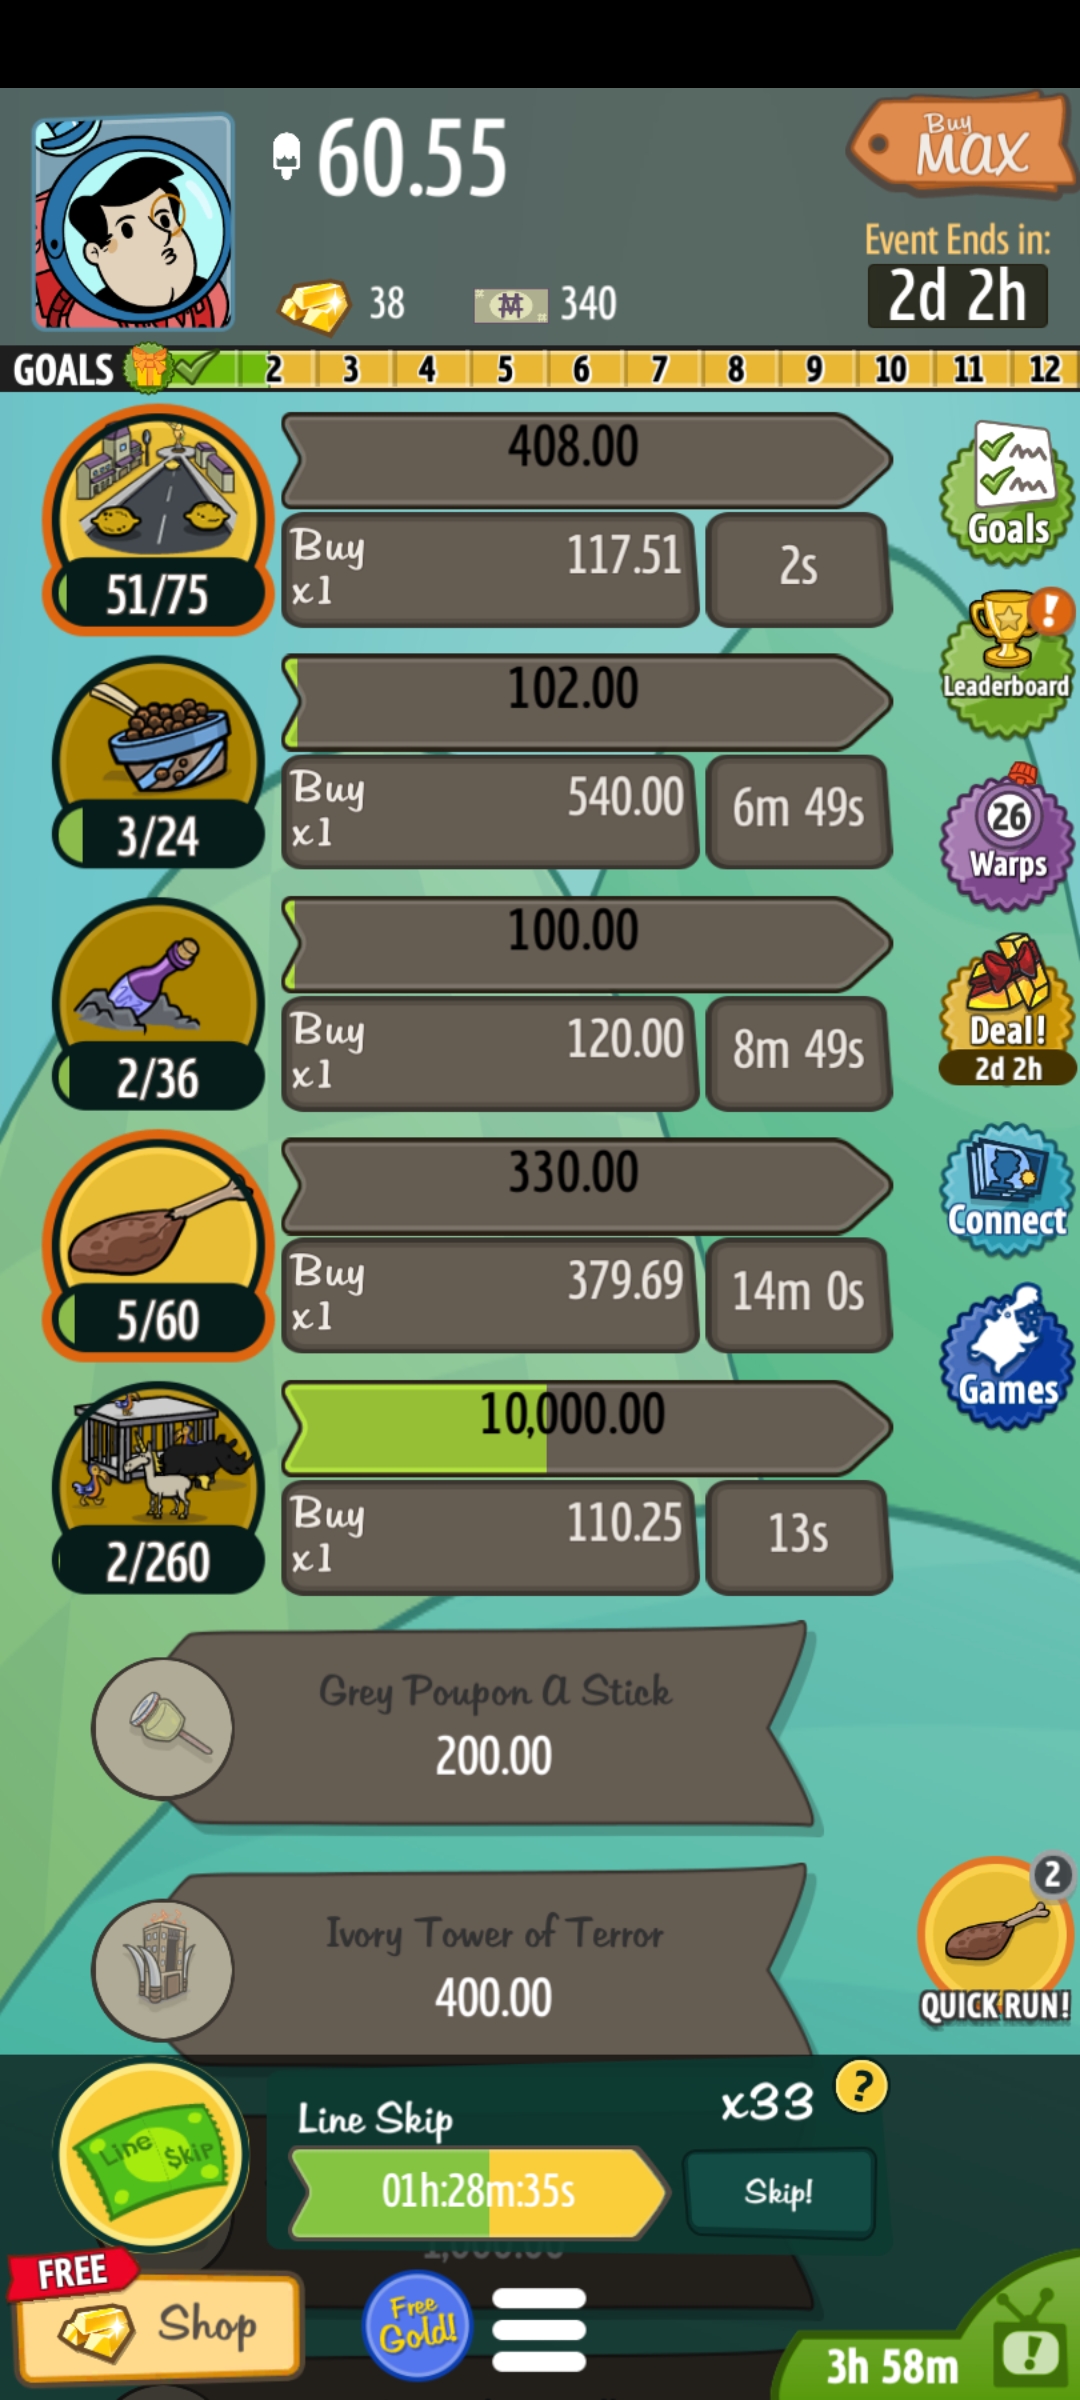 60.55
Buy
Max
Event Ends in:
2d 2h
38
340
GOALS 2 3 4 5 6 7 8 9 10 11 12
408.00
Buy
x1
117.51
2s
51/75
Goals
102.00
Buy
x1
540.00
6m 49s
3/24
Leaderboard
!
100.00
Buy
x1
120.00
8m 49s
2/36
26
Warps
330.00
Buy
x1
379.69
14m 0s
5/60
Deal!
2d 2h
10,000.00
Buy
x1
110.25
13s
2/260
Connect
Games
Grey Poupon A Stick
200.00
Ivory Tower of Terror
400.00
2
QUICK RUN!
Line Skip
Line Skip
x33
?
01h:28m:35s
Skip!
1,000.00
FREE
Shop
Free
Gold!
3h 58m
!